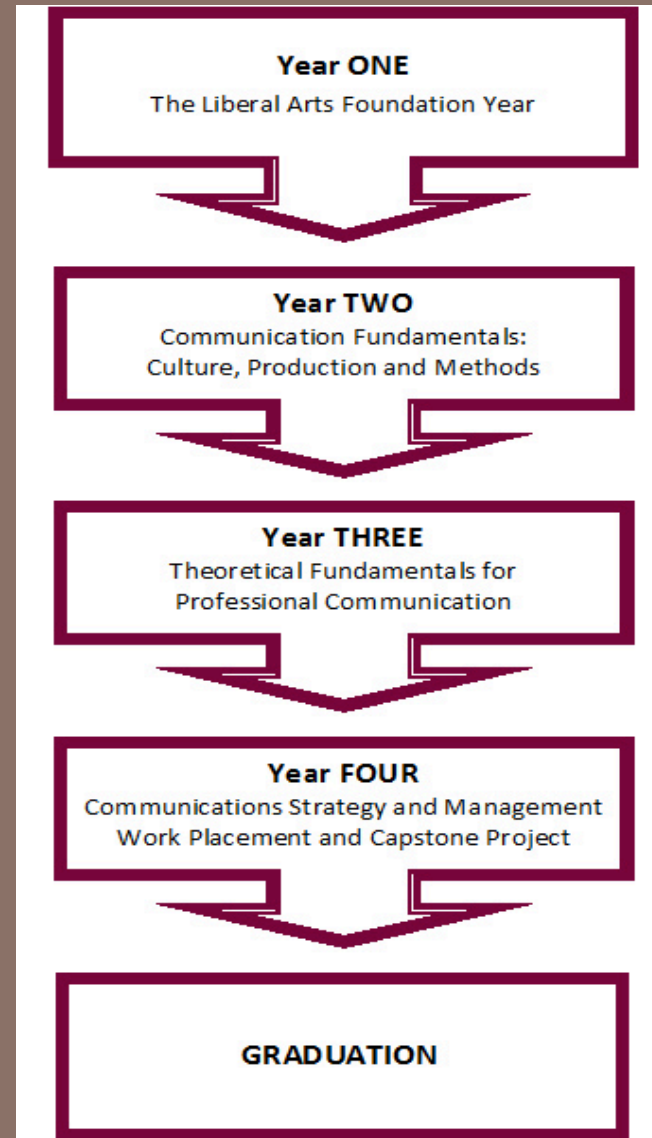 Year ONE
The Liberal Arts Foundation Year
Year TWO
Communication Fundamentals:
Culture, Production and Methods
Year THREE
Theoretical Fundamentals for
Professional Communication
Year FOUR
Communications Strategy and Management
Work Placement and Capstone Project
GRADUATION